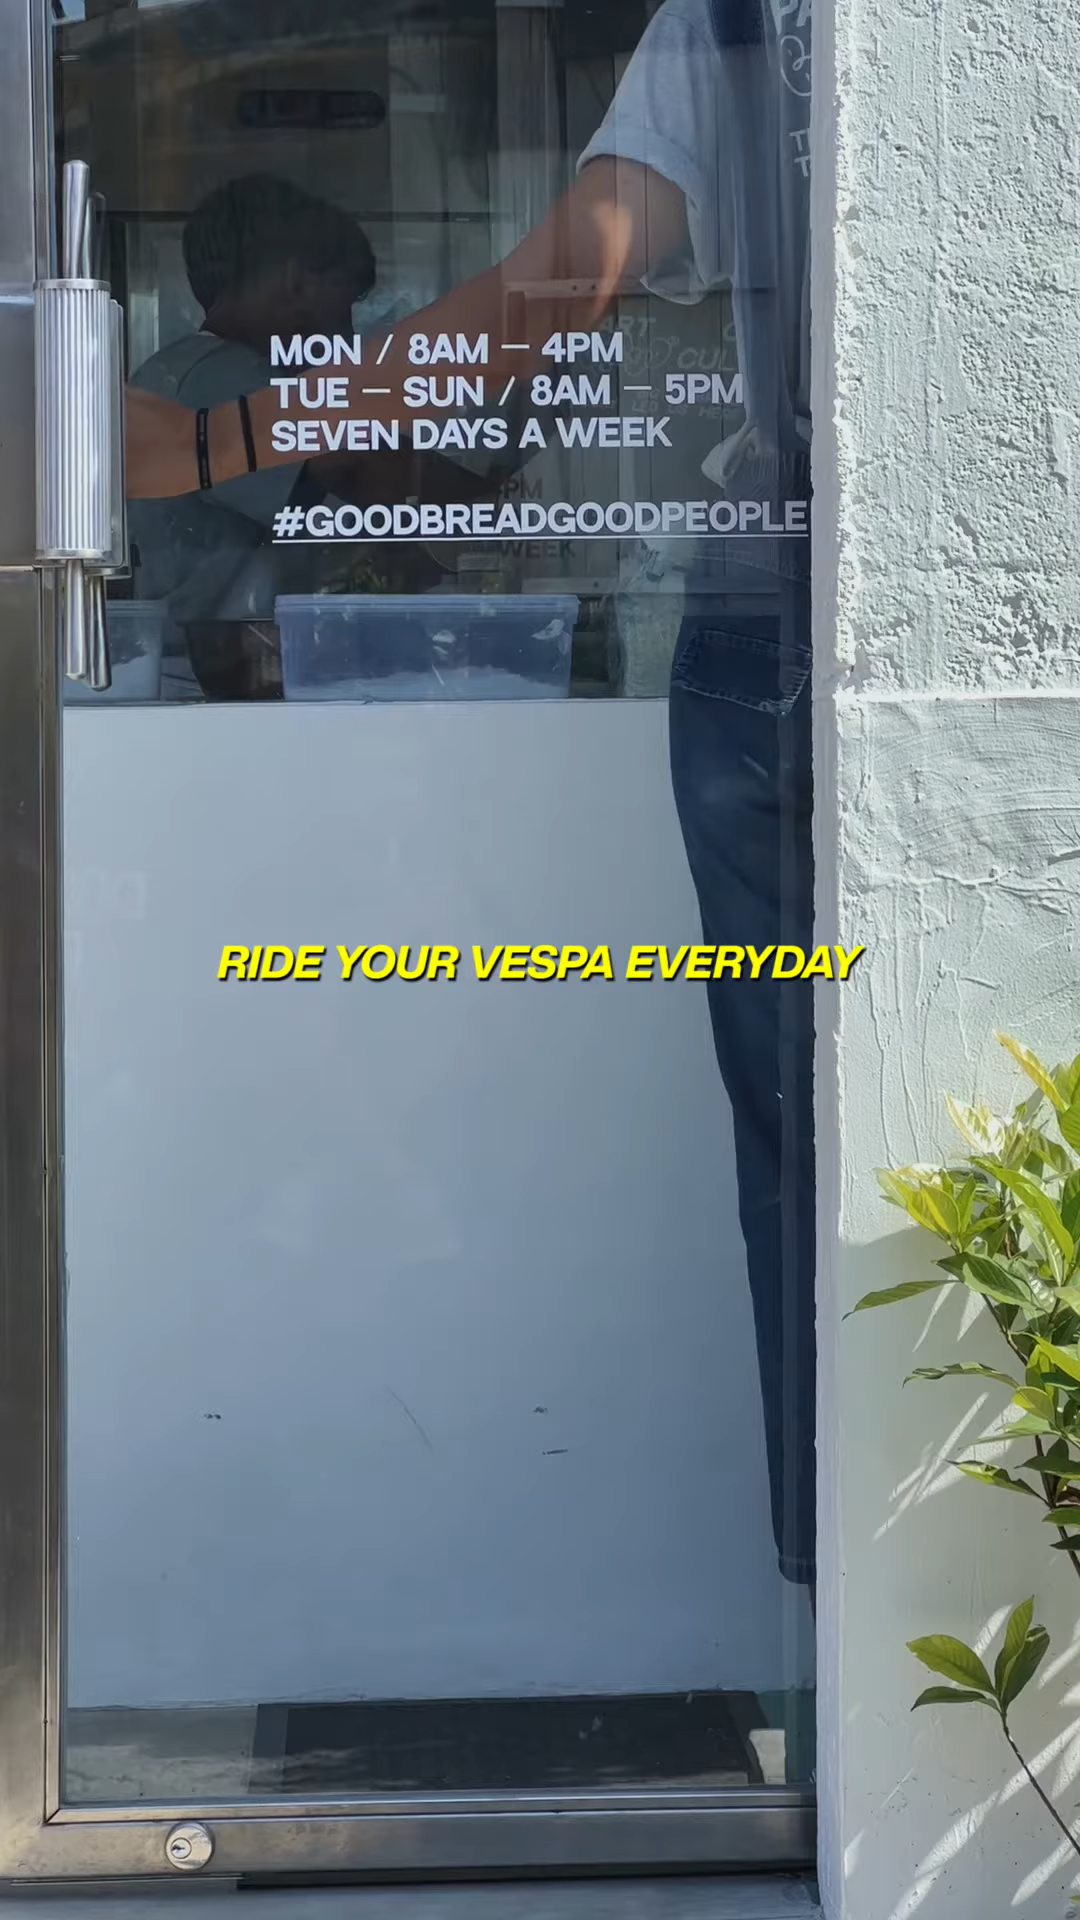 MON / 8AM — 4PM
TUE — SUN / 8AM — 5PM
SEVEN DAYS A WEEK
#GOODBREADGOODPEOPLE
RIDE YOUR VESPA EVERYDAY